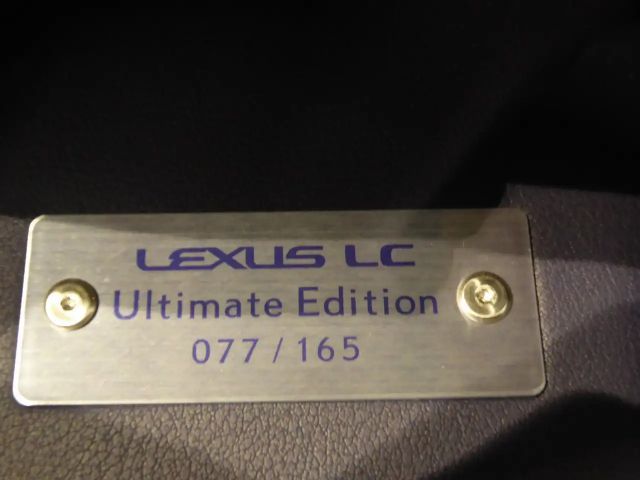 LEXUS LC
Ultimate Edition
077 / 165